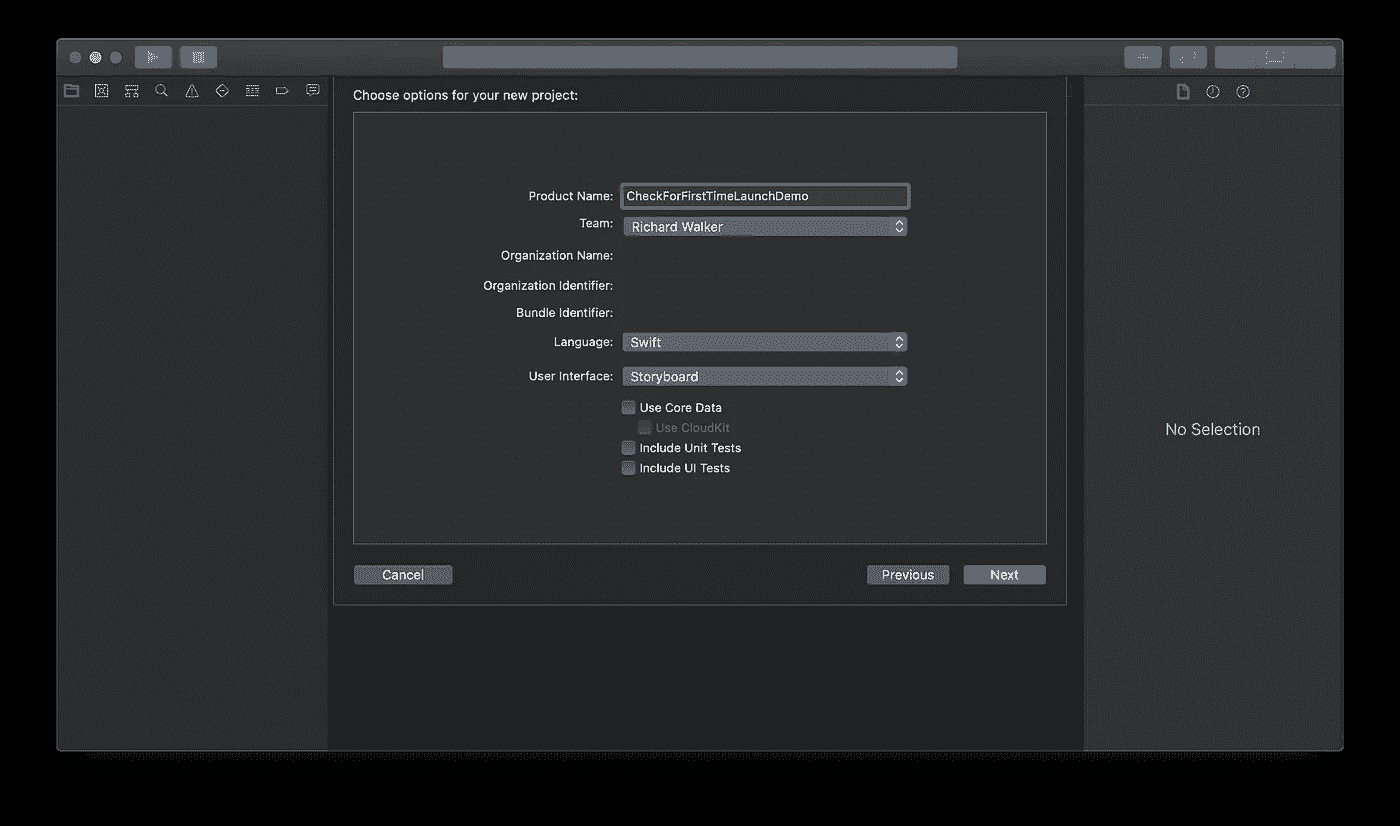 Choose options for your new project:
Product Name: CheckForFirstTimeLaunchDemo
Team: Richard Walker
Organization Name:
Organization Identifier:
Bundle Identifier:
Language: Swift
User Interface: Storyboard
Use Core Data
Use CloudKit
Include Unit Tests
Include UI Tests
No Selection
Cancel Previous Next